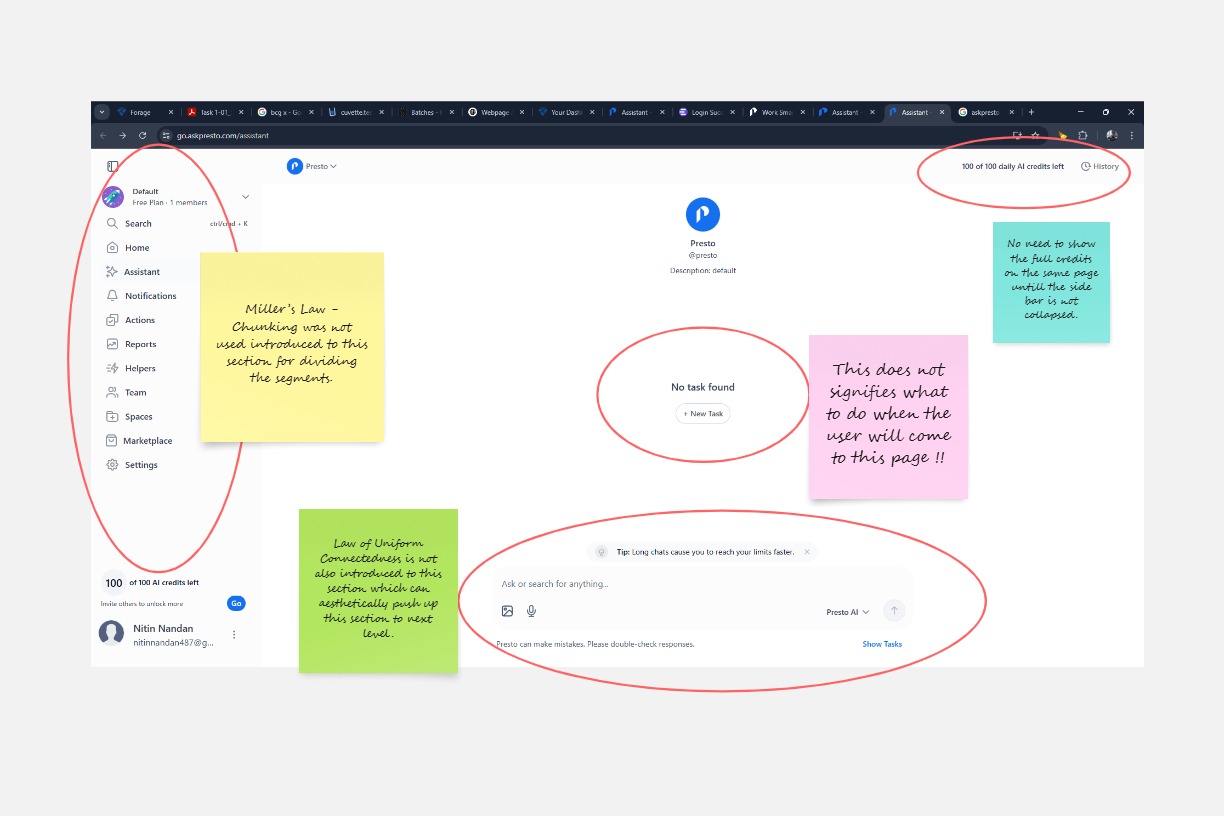 Forage
Task 1-01_
bcg x - Go
cuvette.te
Batches -
Webpage
Your Dash
Assistant -
Login Succ
Work Sma
Assistant -
Assistant -
askpresto
go.askpresto.com/assistant
Presto
100 of 100 daily AI credits left
History
Default
Free Plan · 1 members
Search
ctrl/cmd + K
Home
Assistant
Notifications
Actions
Reports
Helpers
Team
Spaces
Marketplace
Settings
100 of 100 AI credits left
Invite others to unlock more
Go
Nitin Nandan
nitinnandan487@g...
Presto
@presto
Description: default
No task found
+ New Task
Tip: Long chats cause you to reach your limits faster.
Ask or search for anything...
Presto AI
Presto can make mistakes. Please double-check responses.
Show Tasks
Miller's Law -
Chunking was not
used introduced to this
section for dividing
the segments.
No need to show
the full credits
on the same page
untill the side
bar is not
collapsed.
This does not
signifies what
to do when the
user will come
to this page !!
Law of Uniform
Connectedness is not
also introduced to this
section which can
aesthetically push up
this section to next
level.